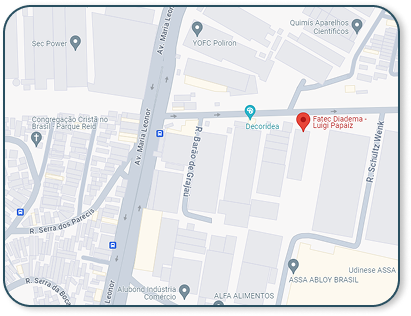 Av. Maria Leonor
Quimis Aparelhos
Científicos
Sec Power
YOFC Poliron
Decoridea
Fatec Diadema -
Luigi Papaiz
Congregação Cristã no
Brasil - Parque Reid
Av. Maria Leonor
R. Barão de Grajaú
R. Schultz Wenk
R. Serra dos Parecis
Udinese ASSA
ASSA ABLOY BRASIL
R. Serra da Boca
Leonor
Alubond Indústria
Comércio
ALFA ALIMENTOS